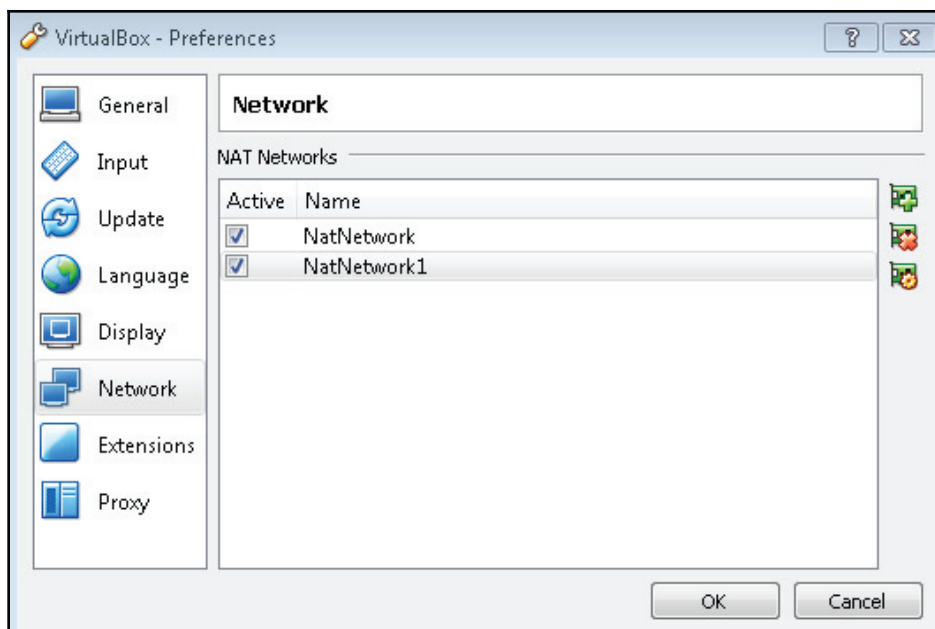 VirtualBox - Preferences
General
Input
Update
Language
Display
Network
Extensions
Proxy
Network
NAT Networks
Active Name
NatNetwork
NatNetwork1
OK
Cancel